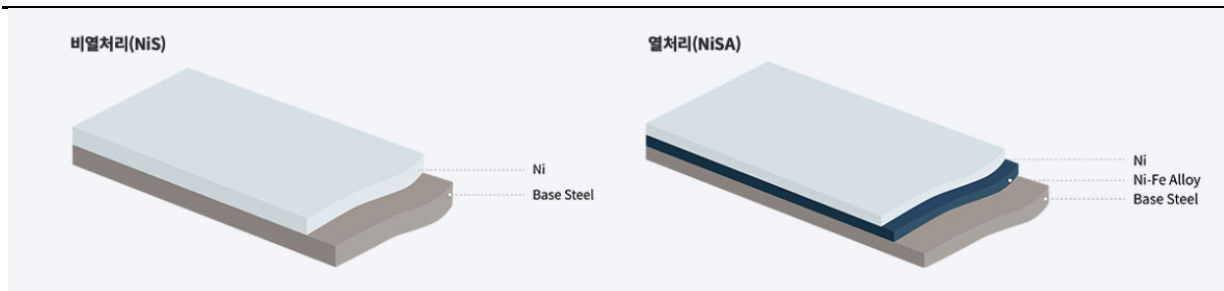 비열처리(NiS)
Ni
Base Steel
열처리(NiSA)
Ni
Ni-Fe Alloy
Base Steel